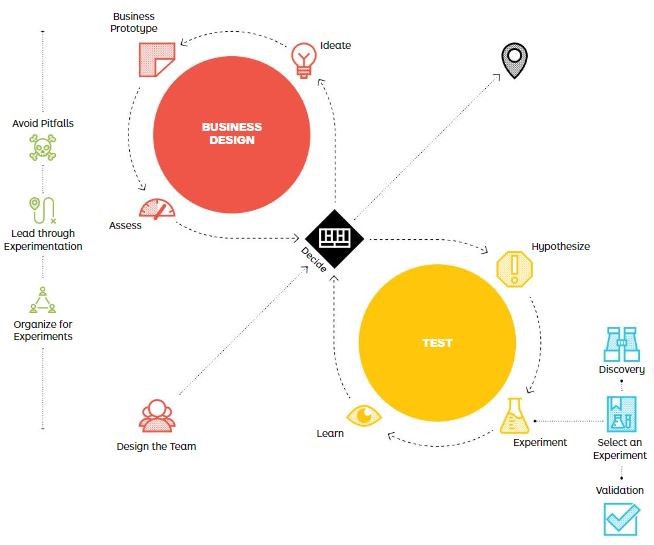 Business
Prototype
Ideate
BUSINESS
DESIGN
Avoid Pitfalls
Assess
Lead through
Experimentation
Decide
Hypothesize
Organize for
Experiments
TEST
Discovery
Design the Team
Learn
Experiment
Select an
Experiment
Validation